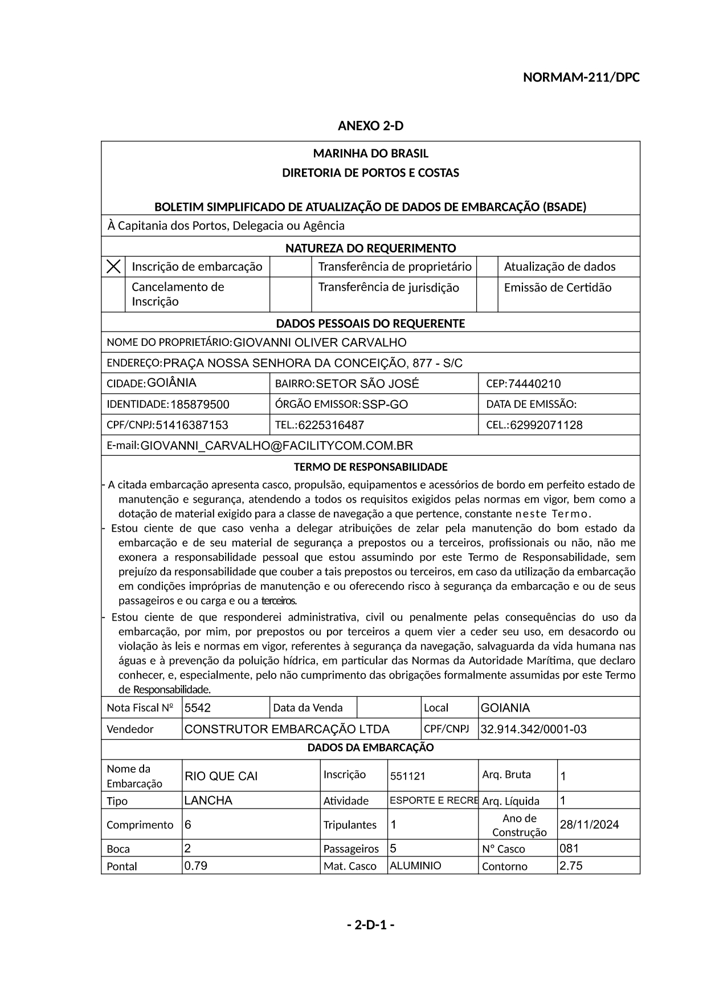 NORMAM-211/DPC
ANEXO 2-D
MARINHA DO BRASIL
DIRETORIA DE PORTOS E COSTAS
BOLETIM SIMPLIFICADO DE ATUALIZAÇÃO DE DADOS DE EMBARCAÇÃO (BSADE)
À Capitania dos Portos, Delegacia ou Agência
NATUREZA DO REQUERIMENTO
Inscrição de embarcação Transferência de proprietário Atualização de dados
Cancelamento de Transferência de jurisdição Emissão de Certidão
Inscrição
DADOS PESSOAIS DO REQUERENTE
NOME DO PROPRIETÁRIO: GIOVANNI OLIVER CARVALHO
ENDEREÇO: PRAÇA NOSSA SENHORA DA CONCEIÇÃO, 877 - S/C
CIDADE: GOIÂNIA BAIRRO: SETOR SÃO JOSÉ CEP: 74440210
IDENTIDADE: 185879500 ÓRGÃO EMISSOR: SSP-GO DATA DE EMISSÃO:
CPF/CNPJ: 51416387153 TEL.: 6225316487 CEL.: 62992071128
E-mail: GIOVANNI_CARVALHO@FACILITYCOM.COM.BR
TERMO DE RESPONSABILIDADE
- A citada embarcação apresenta casco, propulsão, equipamentos e acessórios de bordo em perfeito estado de
manutenção e segurança, atendendo a todos os requisitos exigidos pelas normas em vigor, bem como a
dotação de material exigido para a classe de navegação a que pertence, constante neste Termo.
- Estou ciente de que caso venha a delegar atribuições de zelar pela manutenção do bom estado da
embarcação e de seu material de segurança a prepostos ou a terceiros, profissionais ou não, não me
exonera a responsabilidade pessoal que estou assumindo por este Termo de Responsabilidade, sem
prejuízo da responsabilidade que couber a tais prepostos ou terceiros, em caso da utilização da embarcação
em condições impróprias de manutenção e ou oferecendo risco à segurança da embarcação e ou de seus
passageiros e ou carga e ou a terceiros.
- Estou ciente de que responderei administrativa, civil ou penalmente pelas consequências do uso da
embarcação, por mim, por prepostos ou por terceiros a quem vier a ceder seu uso, em desacordo ou
violação às leis e normas em vigor, referentes à segurança da navegação, salvaguarda da vida humana nas
águas e à prevenção da poluição hídrica, em particular das Normas da Autoridade Marítima, que declaro
conhecer, e, especialmente, pelo não cumprimento das obrigações formalmente assumidas por este Termo
de Responsabilidade.
Nota Fiscal Nº 5542 Data da Venda Local GOIANIA
Vendedor CONSTRUTOR EMBARCAÇÃO LTDA CPF/CNPJ 32.914.342/0001-03
DADOS DA EMBARCAÇÃO
Nome da Embarcação RIO QUE CAI Inscrição 551121 Arq. Bruta 1
Tipo LANCHA Atividade ESPORTE E RECRE Arq. Líquida 1
Comprimento 6 Tripulantes 1 Ano de Construção 28/11/2024
Boca 2 Passageiros 5 N° Casco 081
Pontal 0.79 Mat. Casco ALUMINIO Contorno 2.75
- 2-D-1 -